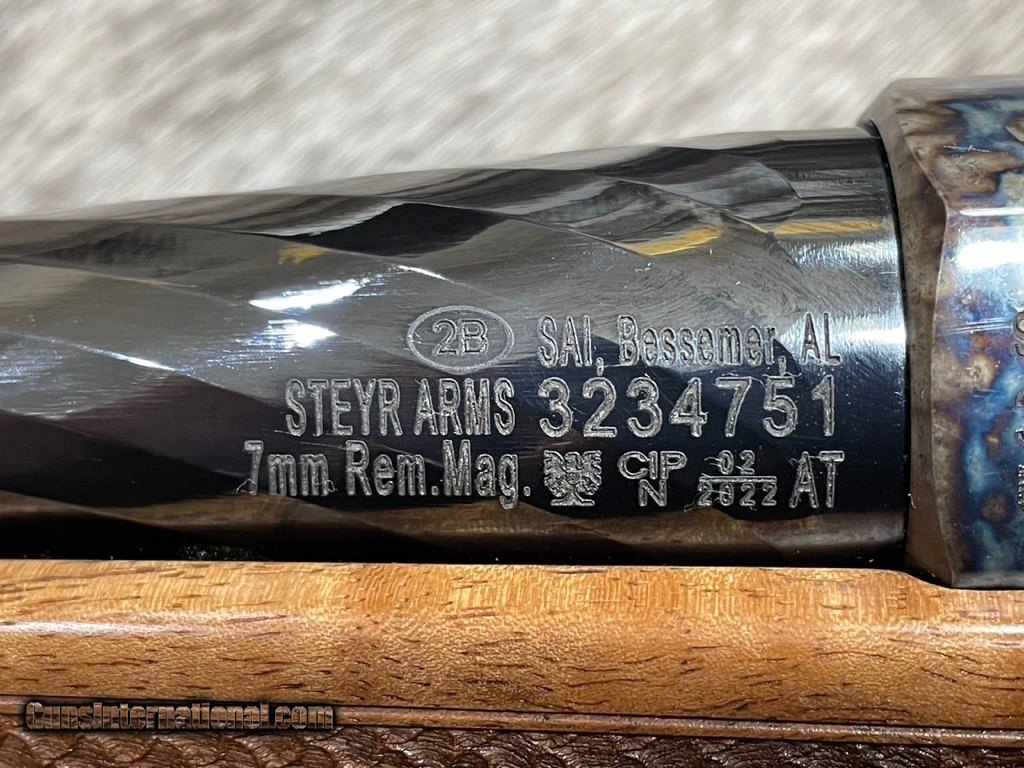 2B SAI, Bessemer, AL
STEYR ARMS 3234751
7mm Rem.Mag. CIP N 02/2022 AT
GunsInternational.com